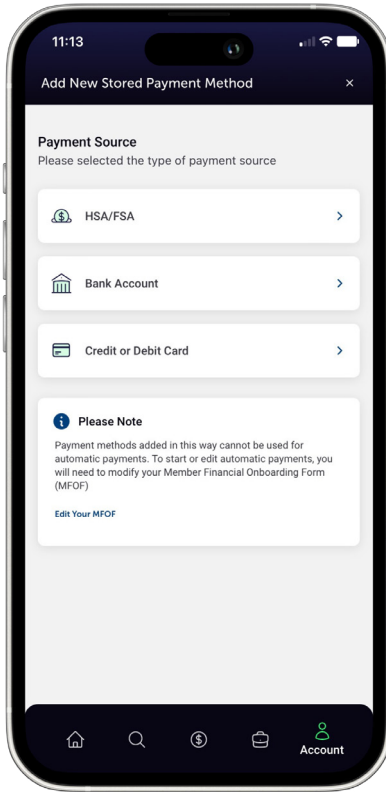 11:13
Add New Stored Payment Method
Payment Source
Please selected the type of payment source
HSA/FSA
Bank Account
Credit or Debit Card
Please Note
Payment methods added in this way cannot be used for
automatic payments. To start or edit automatic payments, you
will need to modify your Member Financial Onboarding Form
(MFOF)
Edit Your MFOF
Account